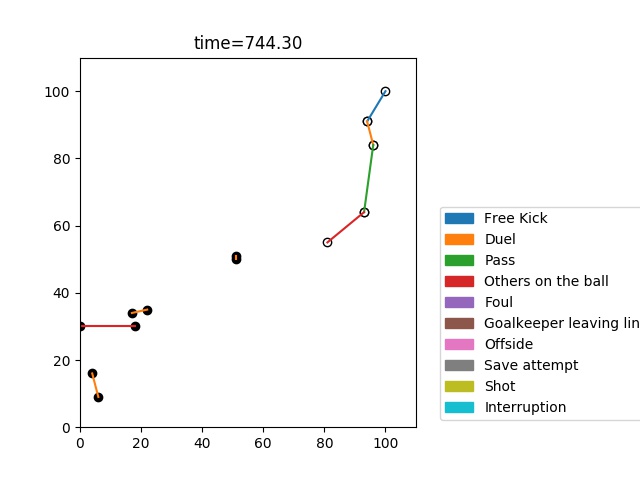 time=744.30
100
80
60
40
20
0
0 20 40 60 80 100
Free Kick
Duel
Pass
Others on the ball
Foul
Goalkeeper leaving lin
Offside
Save attempt
Shot
Interruption